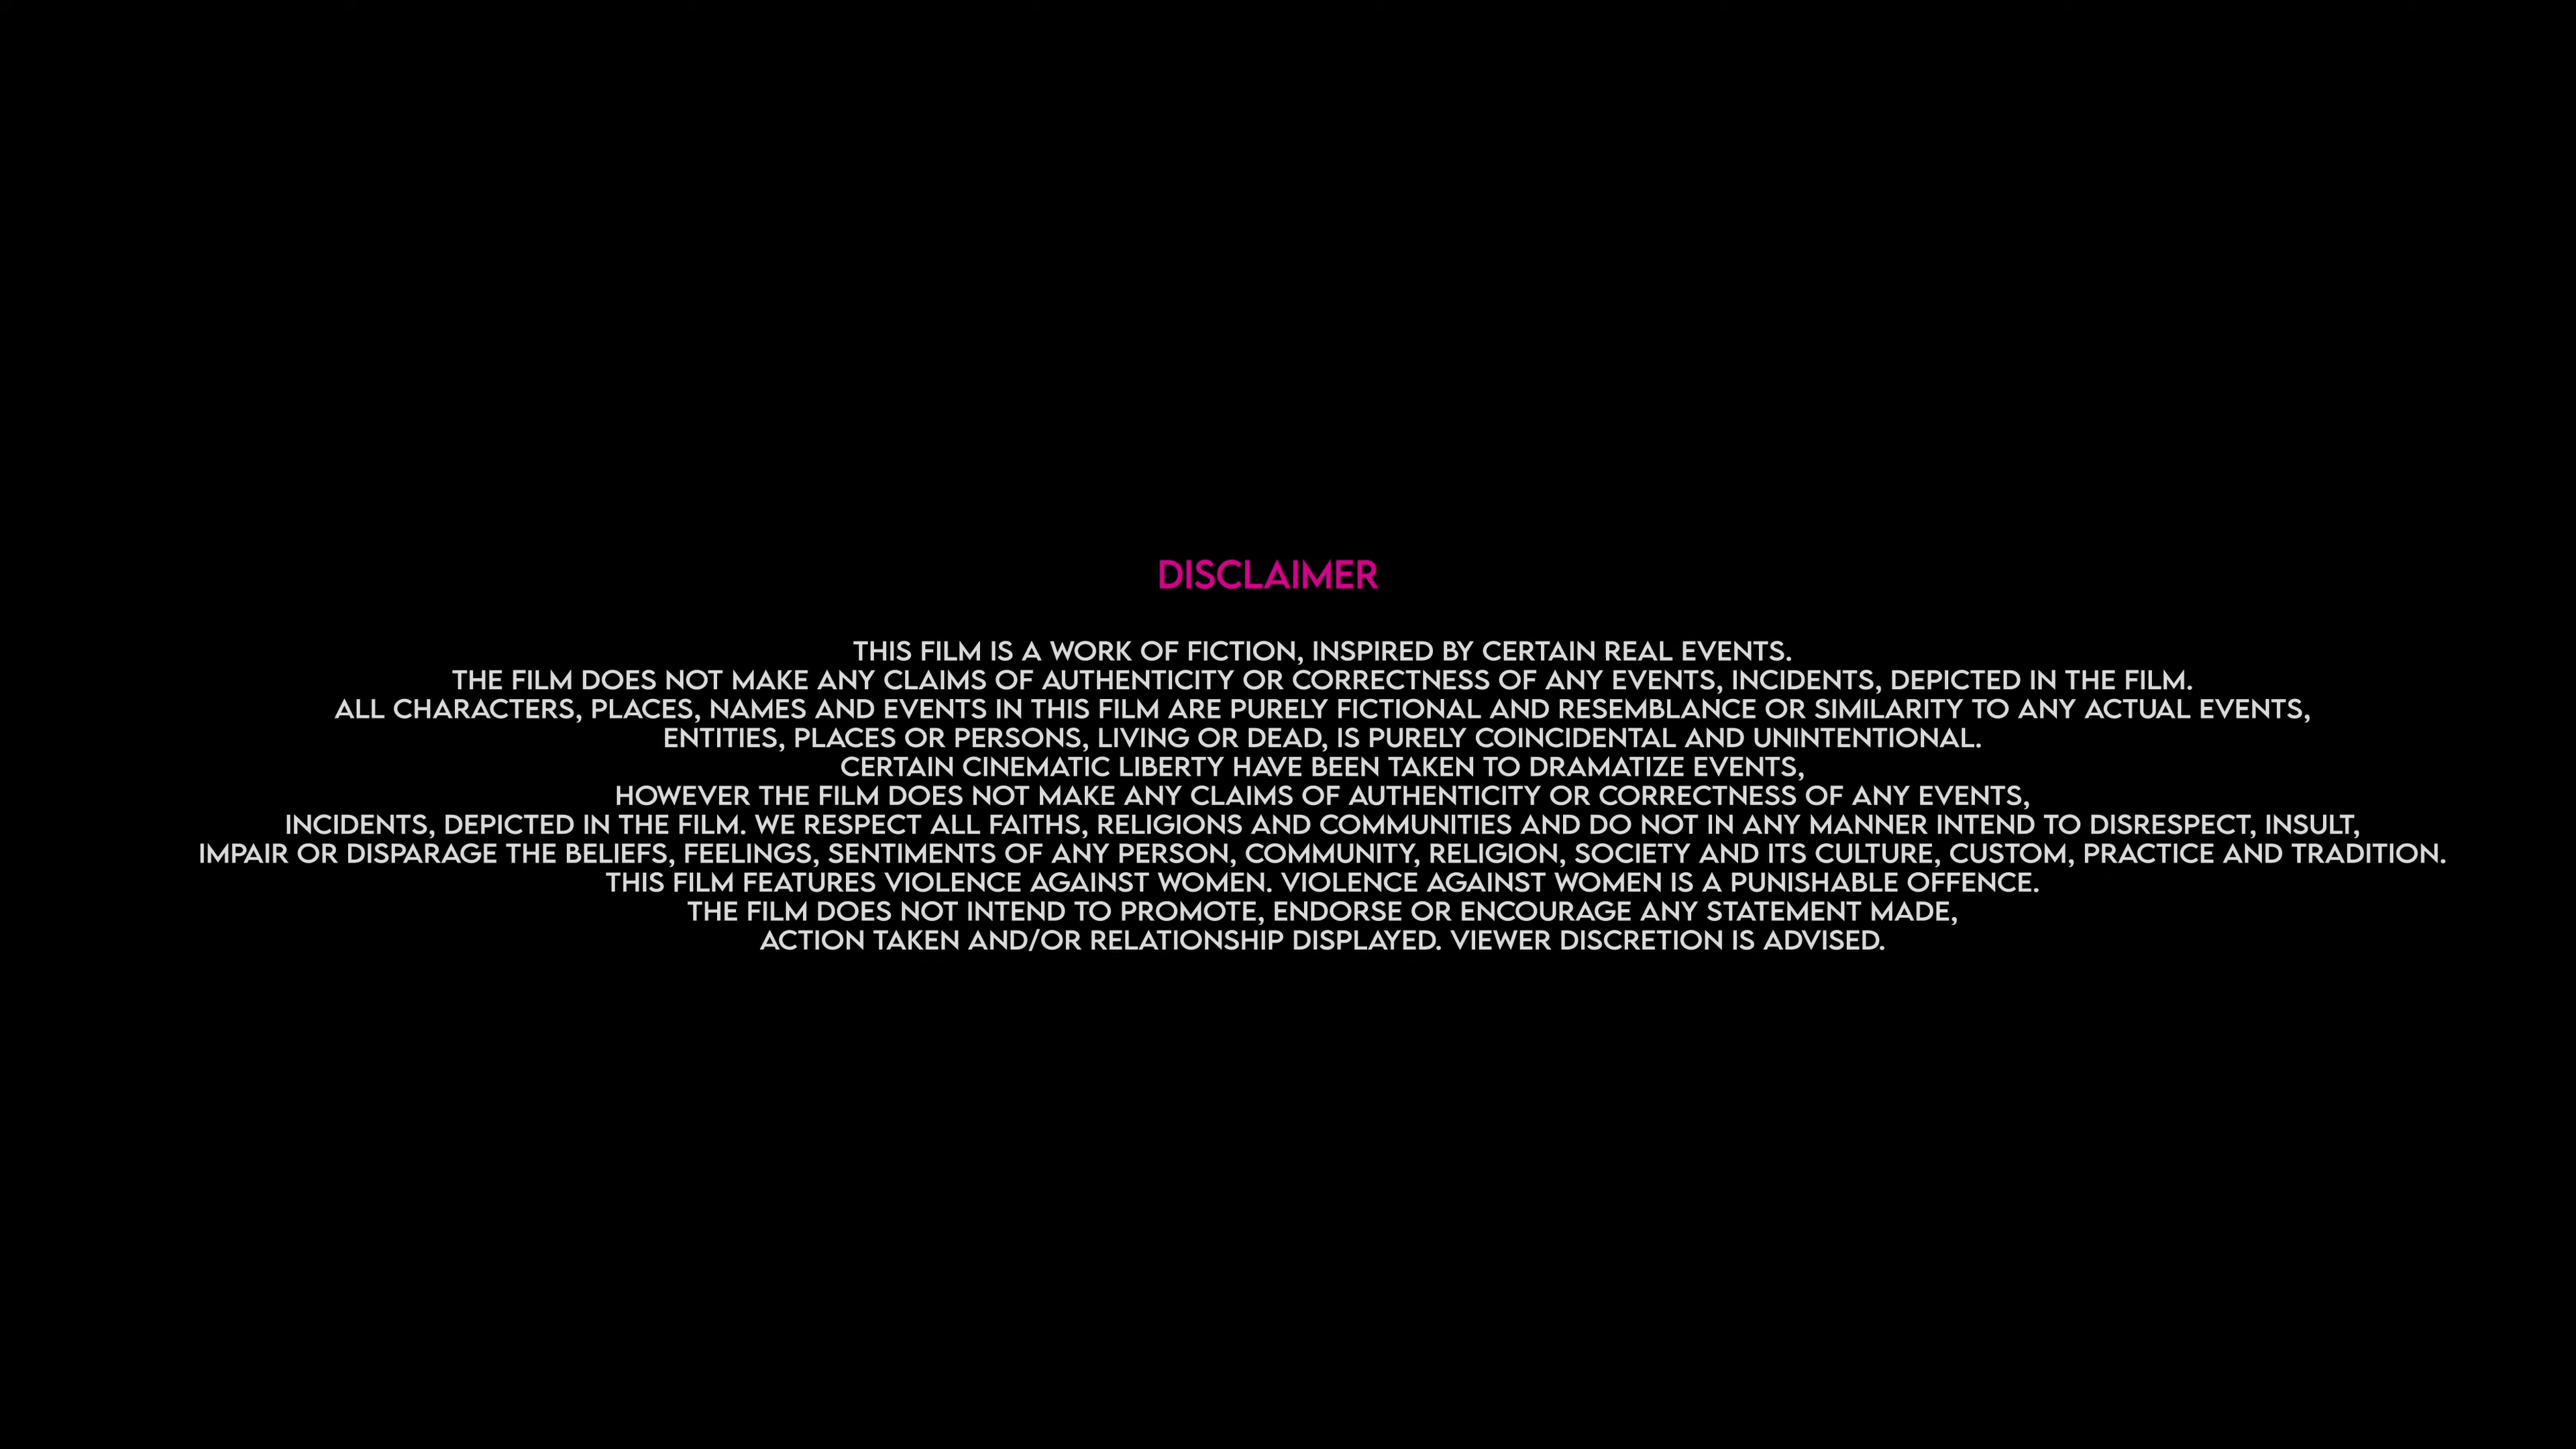 DISCLAIMER
THIS FILM IS A WORK OF FICTION, INSPIRED BY CERTAIN REAL EVENTS.
THE FILM DOES NOT MAKE ANY CLAIMS OF AUTHENTICITY OR CORRECTNESS OF ANY EVENTS, INCIDENTS, DEPICTED IN THE FILM.
ALL CHARACTERS, PLACES, NAMES AND EVENTS IN THIS FILM ARE PURELY FICTIONAL AND RESEMBLANCE OR SIMILARITY TO ANY ACTUAL EVENTS,
ENTITIES, PLACES OR PERSONS, LIVING OR DEAD, IS PURELY COINCIDENTAL AND UNINTENTIONAL.
CERTAIN CINEMATIC LIBERTY HAVE BEEN TAKEN TO DRAMATIZE EVENTS,
HOWEVER THE FILM DOES NOT MAKE ANY CLAIMS OF AUTHENTICITY OR CORRECTNESS OF ANY EVENTS,
INCIDENTS, DEPICTED IN THE FILM. WE RESPECT ALL FAITHS, RELIGIONS AND COMMUNITIES AND DO NOT IN ANY MANNER INTEND TO DISRESPECT, INSULT,
IMPAIR OR DISPARAGE THE BELIEFS, FEELINGS, SENTIMENTS OF ANY PERSON, COMMUNITY, RELIGION, SOCIETY AND ITS CULTURE, CUSTOM, PRACTICE AND TRADITION.
THIS FILM FEATURES VIOLENCE AGAINST WOMEN. VIOLENCE AGAINST WOMEN IS A PUNISHABLE OFFENCE.
THE FILM DOES NOT INTEND TO PROMOTE, ENDORSE OR ENCOURAGE ANY STATEMENT MADE,
ACTION TAKEN AND/OR RELATIONSHIP DISPLAYED. VIEWER DISCRETION IS ADVISED.